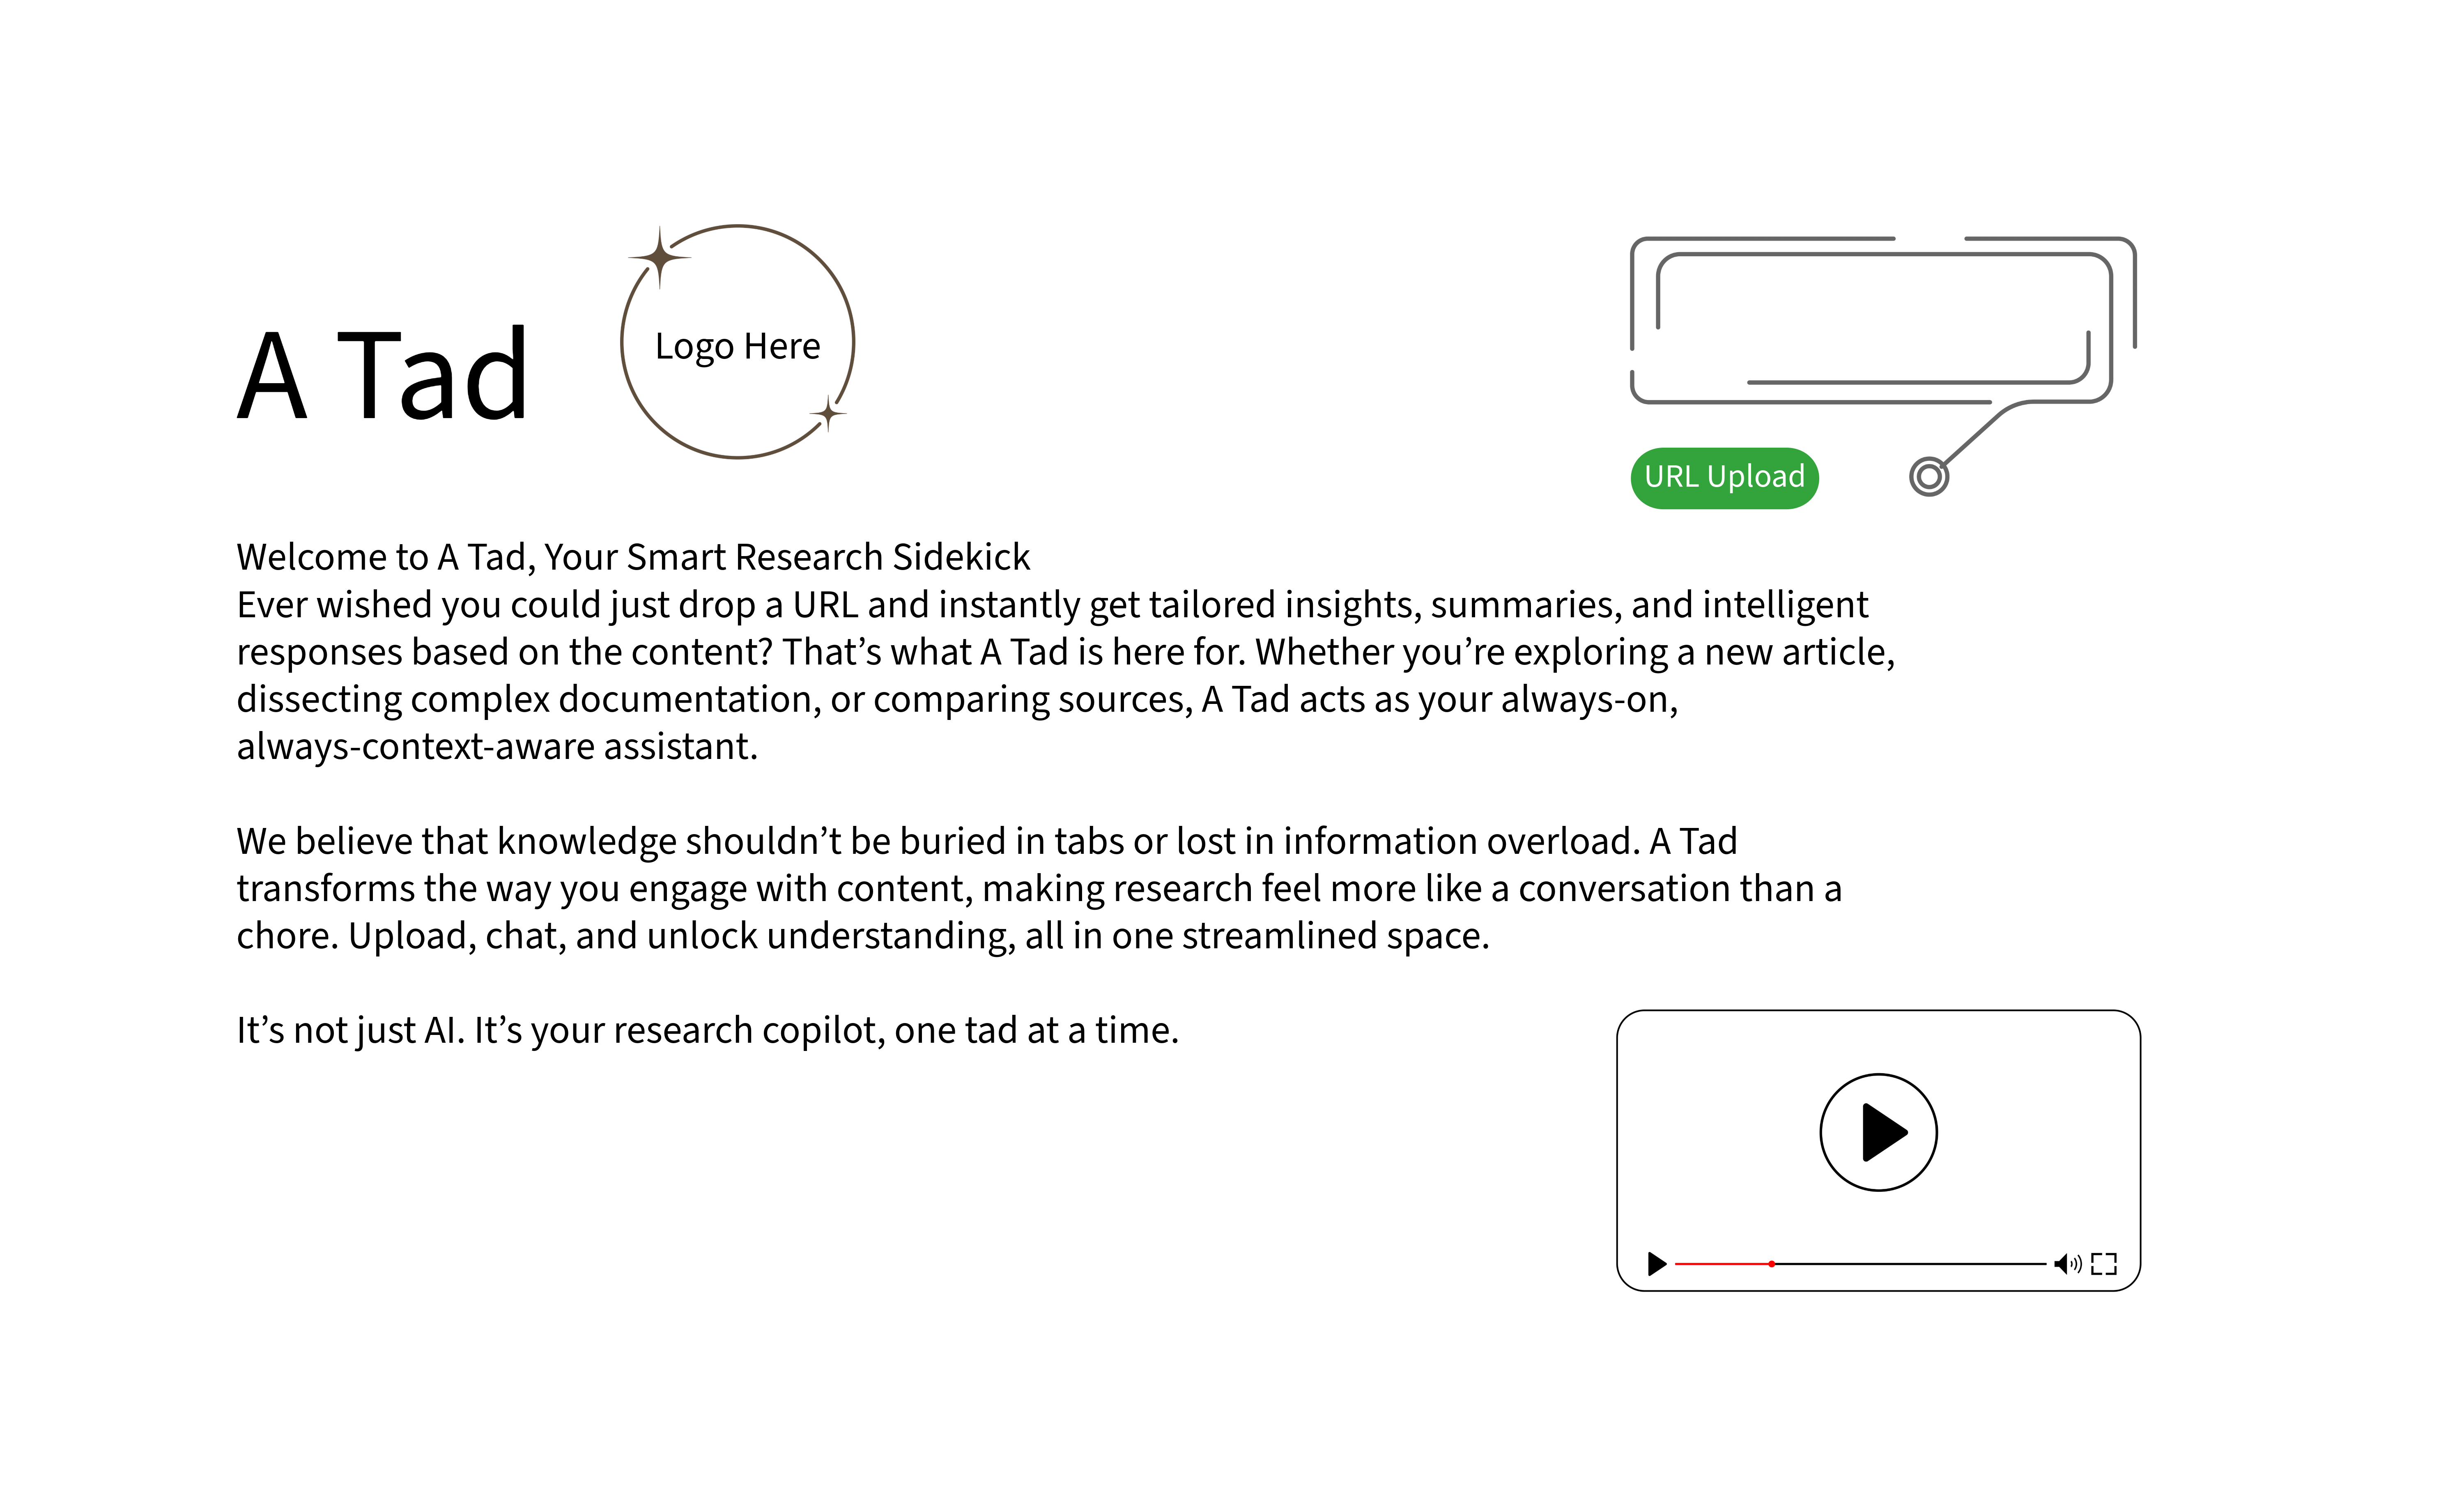 A Tad
Logo Here
URL Upload
Welcome to A Tad, Your Smart Research Sidekick
Ever wished you could just drop a URL and instantly get tailored insights, summaries, and intelligent
responses based on the content? That’s what A Tad is here for. Whether you’re exploring a new article,
dissecting complex documentation, or comparing sources, A Tad acts as your always-on,
always-context-aware assistant.
We believe that knowledge shouldn’t be buried in tabs or lost in information overload. A Tad
transforms the way you engage with content, making research feel more like a conversation than a
chore. Upload, chat, and unlock understanding, all in one streamlined space.
It’s not just AI. It’s your research copilot, one tad at a time.